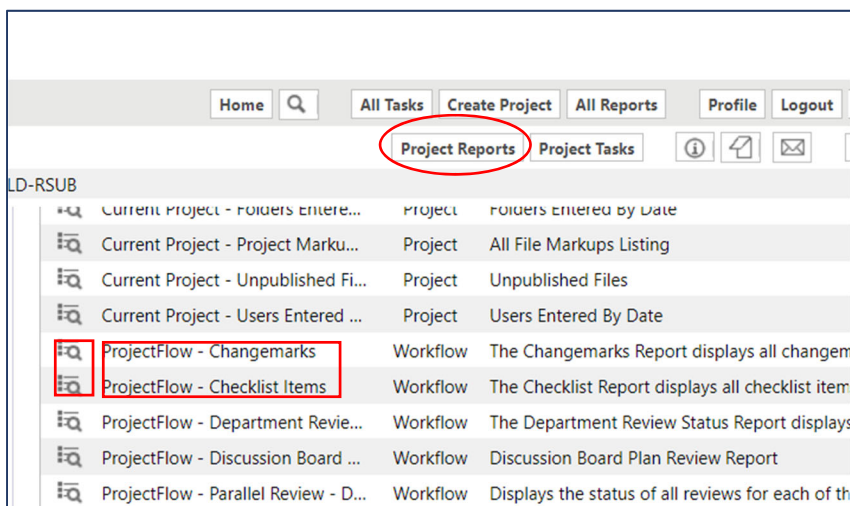 Home All Tasks Create Project All Reports Profile Logout
Project Reports Project Tasks
LD-RSUB
Current Project - Folders Entere... Project Folders Entered By Date
Current Project - Project Marku... Project All File Markups Listing
Current Project - Unpublished Fi... Project Unpublished Files
Current Project - Users Entered ... Project Users Entered By Date
ProjectFlow - Changemarks Workflow The Changemarks Report displays all changem
ProjectFlow - Checklist Items Workflow The Checklist Report displays all checklist item
ProjectFlow - Department Revie... Workflow The Department Review Status Report displays
ProjectFlow - Discussion Board ... Workflow Discussion Board Plan Review Report
ProjectFlow - Parallel Review - D... Workflow Displays the status of all reviews for each of th